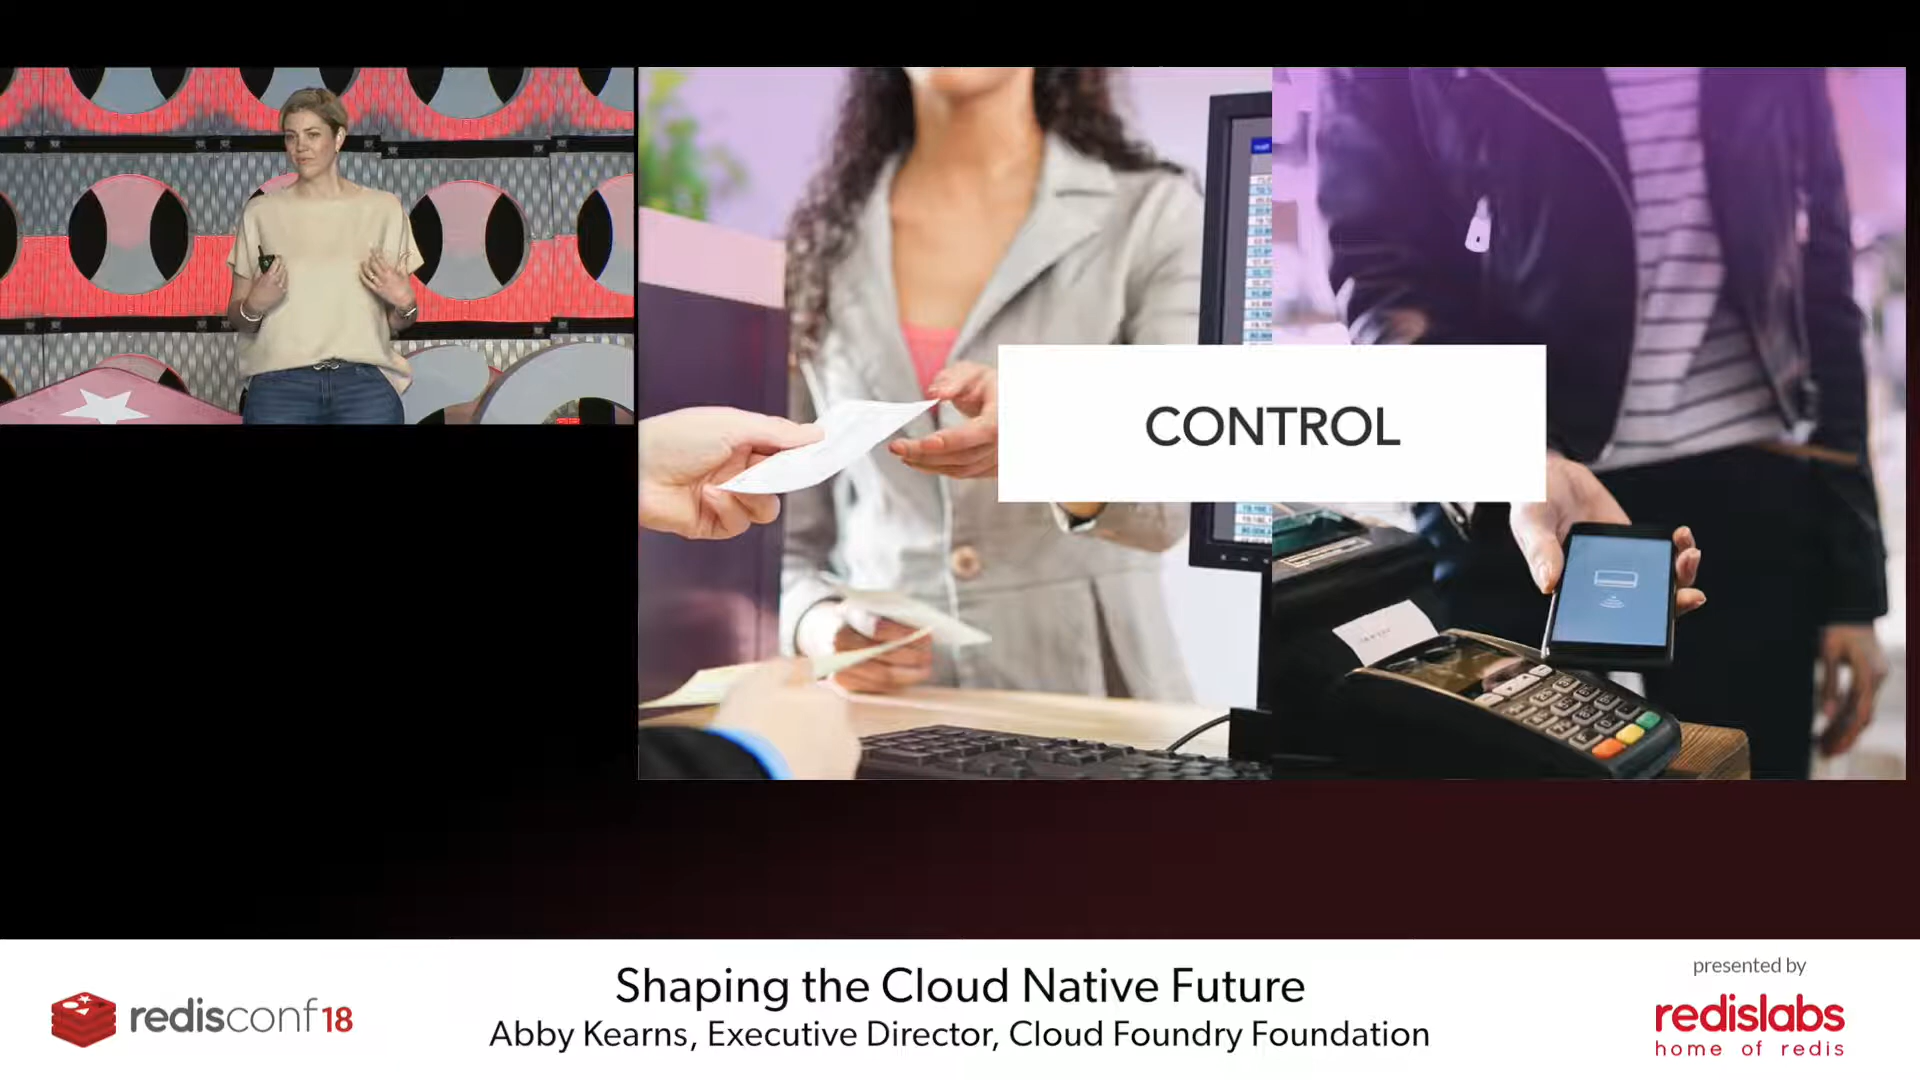 CONTROL
Shaping the Cloud Native Future
Abby Kearns, Executive Director, Cloud Foundry Foundation
redisconf18
presented by
redislabs
home of redis